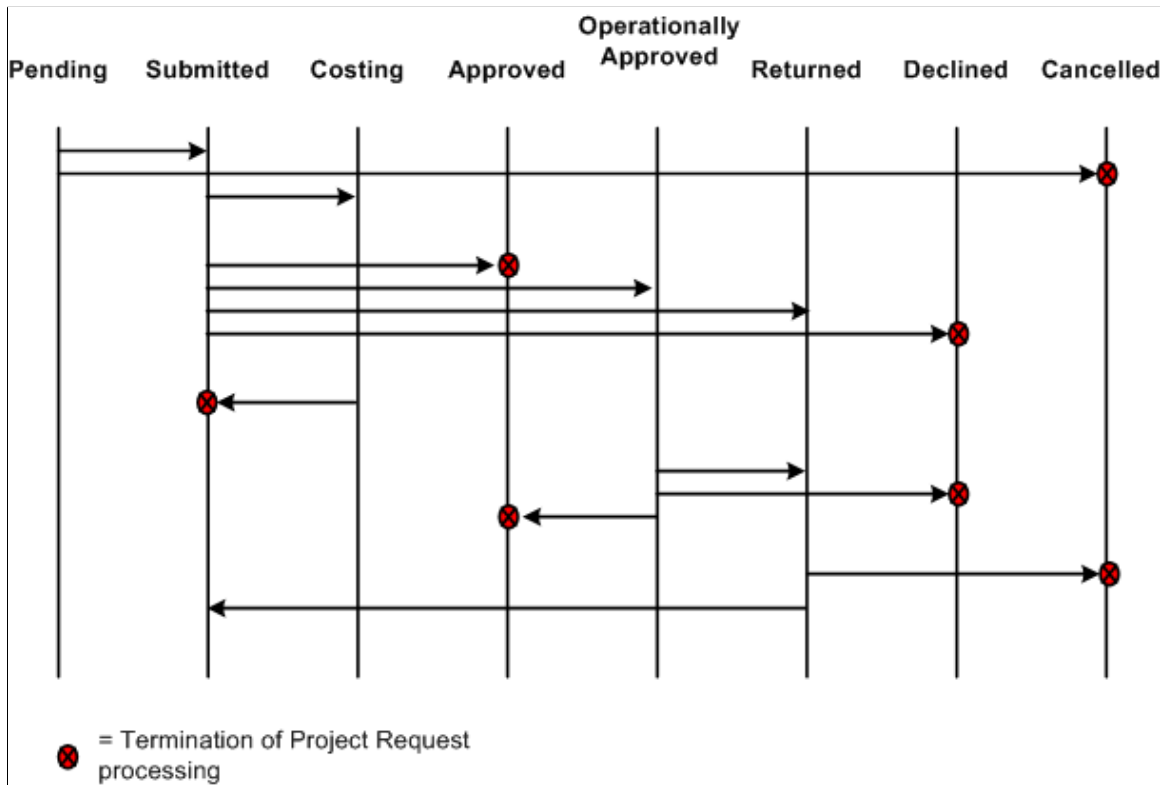 Operationally
Approved
Pending Submitted Costing Approved Returned Declined Cancelled
= Termination of Project Request
processing